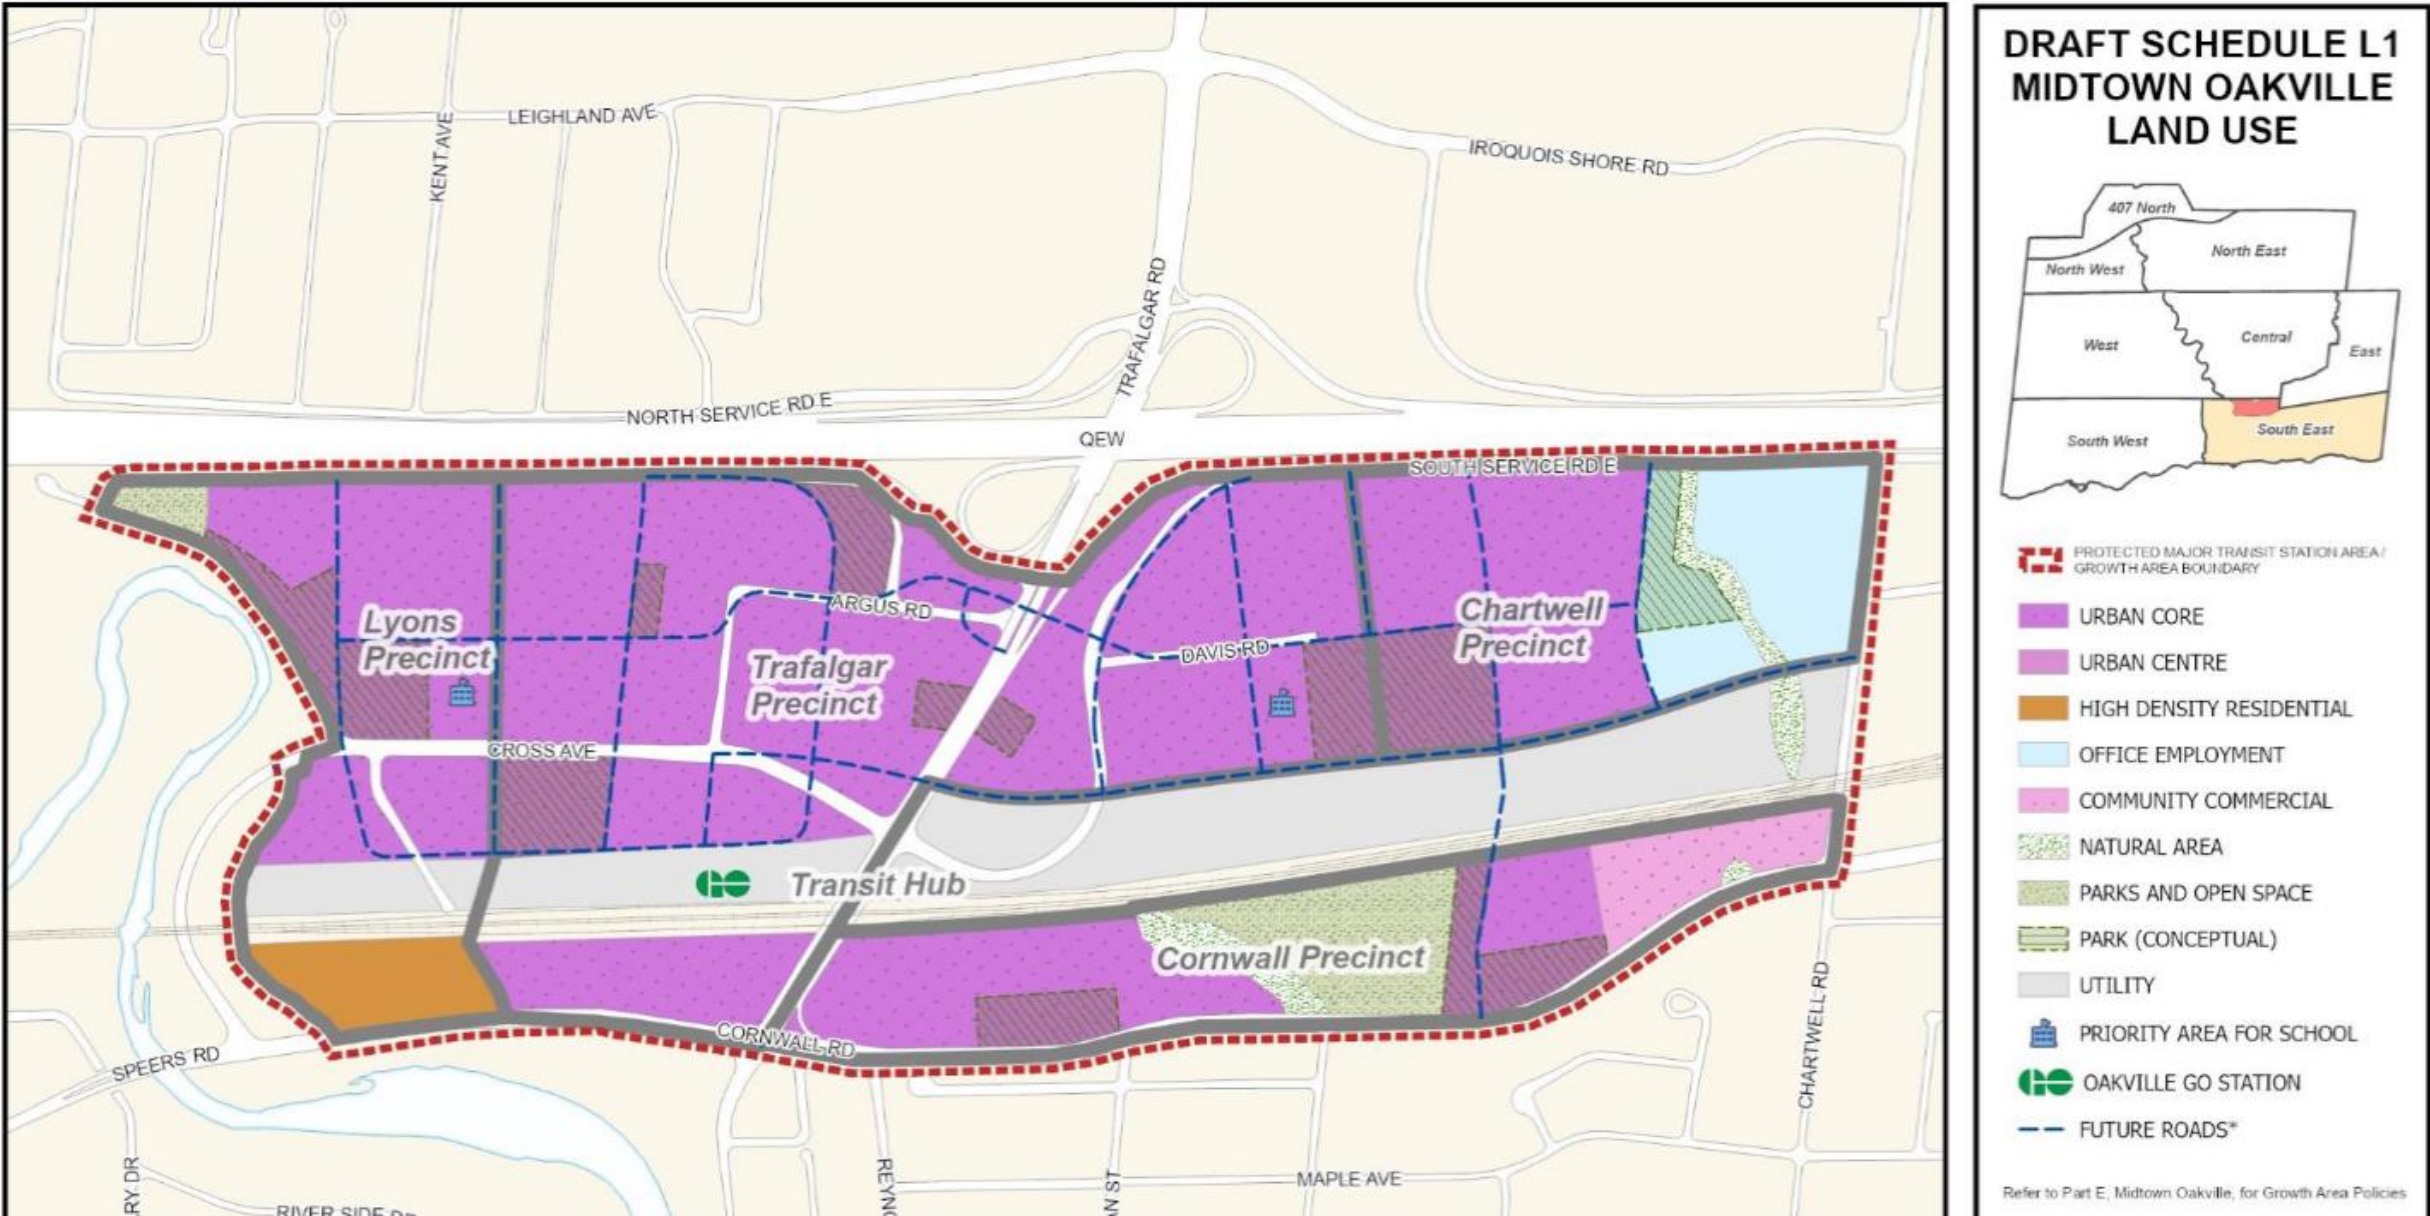 LEIGHLAND AVE
KENT AVE
IROQUOIS SHORE RD
TRAFALGAR RD
NORTH SERVICE RD E
QEW
SOUTH SERVICE RD E
ARGUS RD
Lyons
Precinct
Chartwell
Precinct
DAVIS RD
Trafalgar
Precinct
CROSS AVE
GO
Transit Hub
Cornwall Precinct
CORNWALL RD
SPEERS RD
CHARTWELL RD
MAPLE AVE
DRAFT SCHEDULE L1
MIDTOWN OAKVILLE
LAND USE
407 North
North East
North West
West
Central
East
South West
South East
PROTECTED MAJOR TRANSIT STATION AREA /
GROWTH AREA BOUNDARY
URBAN CORE
URBAN CENTRE
HIGH DENSITY RESIDENTIAL
OFFICE EMPLOYMENT
COMMUNITY COMMERCIAL
NATURAL AREA
PARKS AND OPEN SPACE
PARK (CONCEPTUAL)
UTILITY
PRIORITY AREA FOR SCHOOL
GO OAKVILLE GO STATION
FUTURE ROADS*
Refer to Part E, Midtown Oakville, for Growth Area Policies